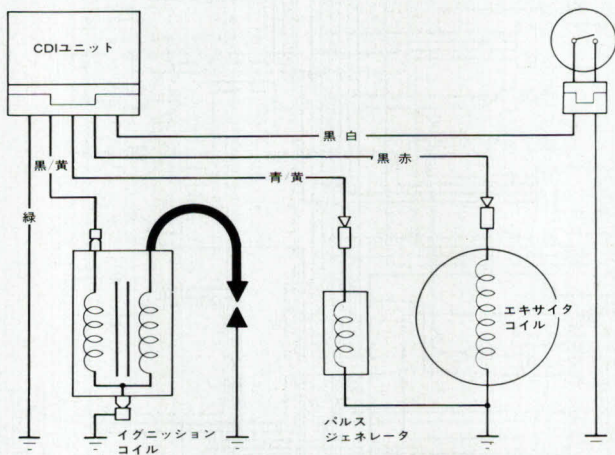 CDIユニット
黒白
黒赤
黒/黄
青/黄
緑
エキサイタ
コイル
イグニッション
コイル
パルス
ジェネレータ